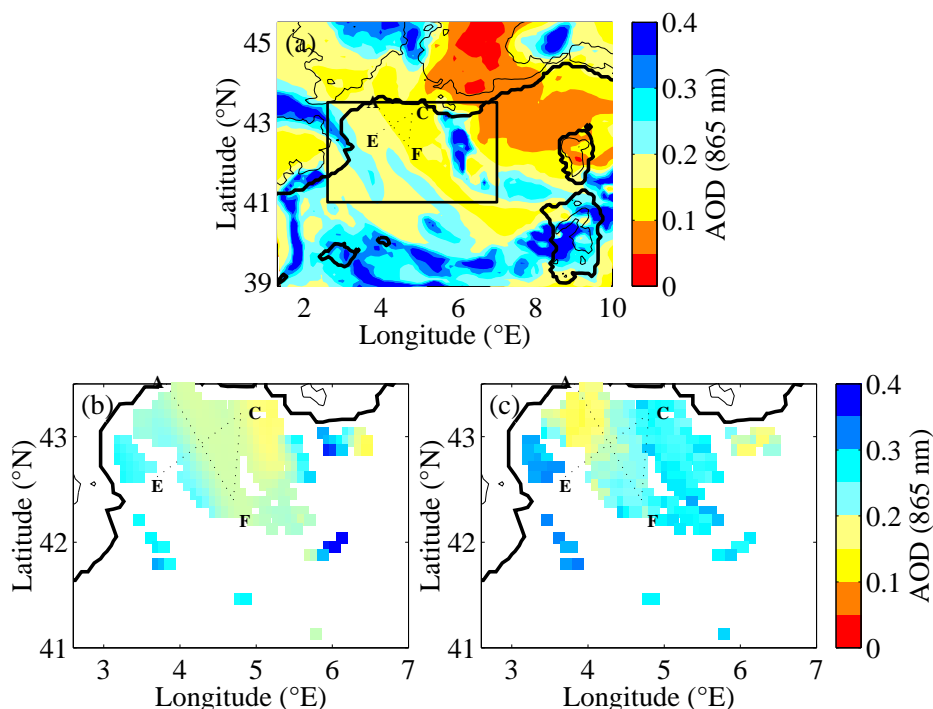 (a)
45
43
41
39
Latitude (°N)
A
C
E
F
2 4 6 8 10
Longitude (°E)
0.4
0.3
0.2
0.1
0
AOD (865 nm)
(b)
43
42
41
Latitude (°N)
A
C
E
F
3 4 5 6 7
Longitude (°E)
(c)
43
42
41
Latitude (°N)
A
C
E
F
3 4 5 6 7
Longitude (°E)
0.4
0.3
0.2
0.1
0
AOD (865 nm)